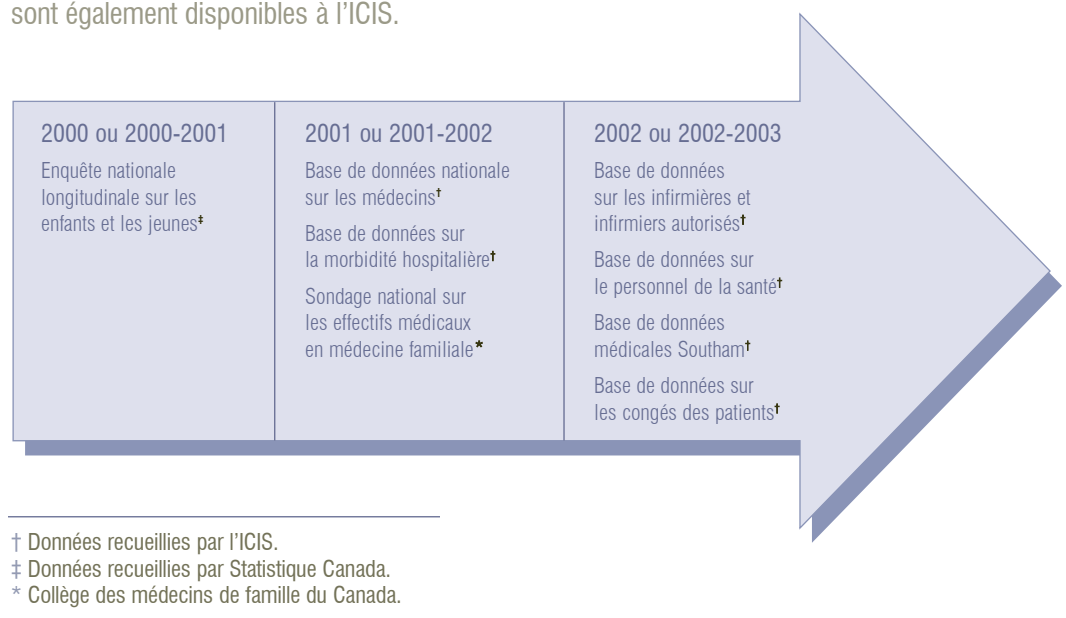 sont également disponibles à l'ICIS.
2000 ou 2000-2001
Enquête nationale
longitudinale sur les
enfants et les jeunes‡
2001 ou 2001-2002
Base de données nationale
sur les médecins†
Base de données sur
la morbidité hospitalière†
Sondage national sur
les effectifs médicaux
en médecine familiale*
2002 ou 2002-2003
Base de données
sur les infirmières et
infirmiers autorisés†
Base de données sur
le personnel de la santé†
Base de données
médicales Southam†
Base de données sur
les congés des patients†
† Données recueillies par l'ICIS.
‡ Données recueillies par Statistique Canada.
* Collège des médecins de famille du Canada.